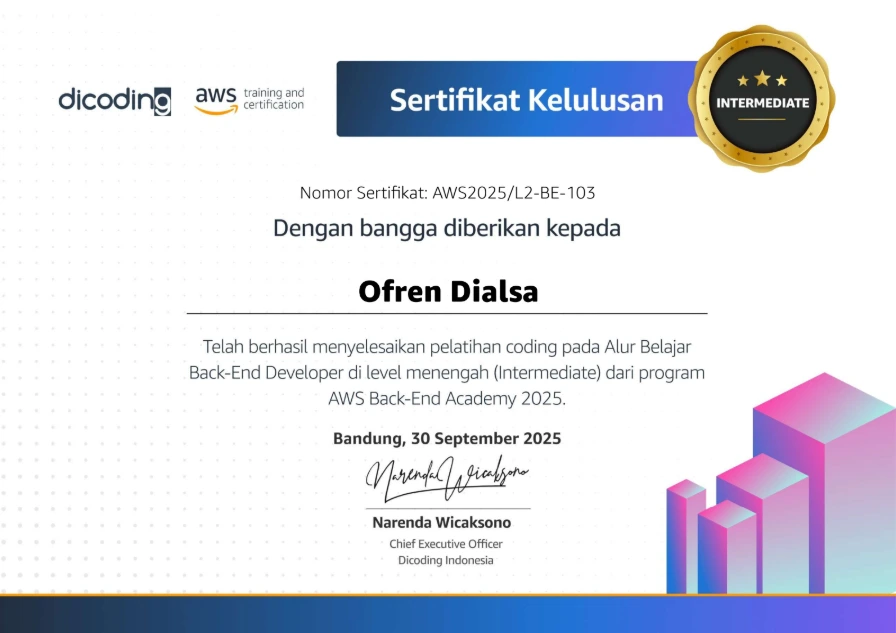 dicoding
aws training and certification
Sertifikat Kelulusan
INTERMEDIATE
Nomor Sertifikat: AWS2025/L2-BE-103
Dengan bangga diberikan kepada
Ofren Dialsa
Telah berhasil menyelesaikan pelatihan coding pada Alur Belajar
Back-End Developer di level menengah (Intermediate) dari program
AWS Back-End Academy 2025.
Bandung, 30 September 2025
Narenda Wicaksono
Narenda Wicaksono
Chief Executive Officer
Dicoding Indonesia